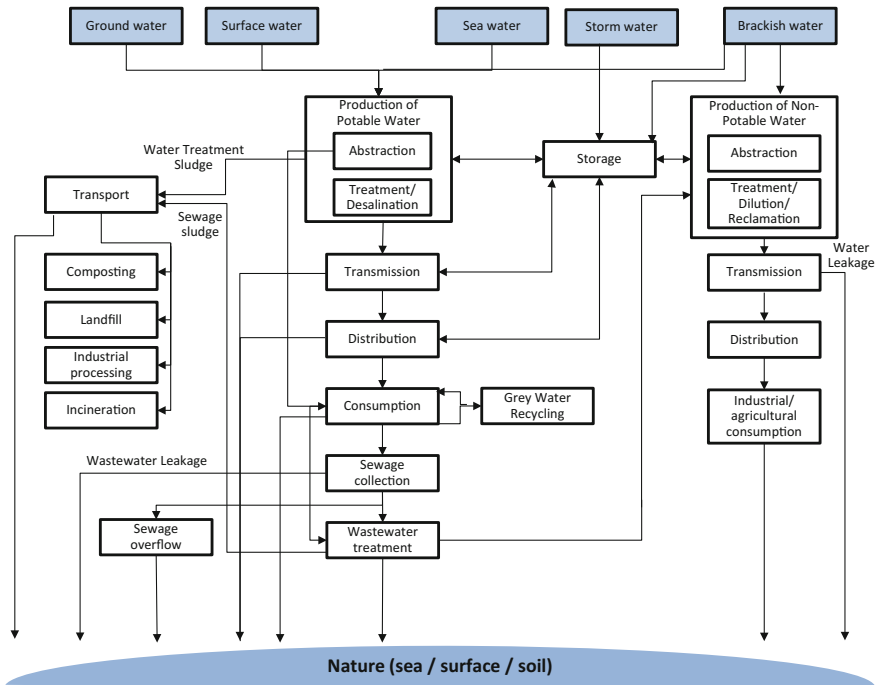 Ground water
Surface water
Sea water
Storm water
Brackish water
Production of
Potable Water
Abstraction
Treatment/
Desalination
Storage
Production of Non-
Potable Water
Abstraction
Treatment/
Dilution/
Reclamation
Water Treatment
Sludge
Transport
Sewage
sludge
Composting
Landfill
Industrial
processing
Incineration
Transmission
Distribution
Consumption
Grey Water
Recycling
Transmission
Water
Leakage
Distribution
Industrial/
agricultural
consumption
Wastewater Leakage
Sewage
collection
Sewage
overflow
Wastewater
treatment
Nature (sea / surface / soil)